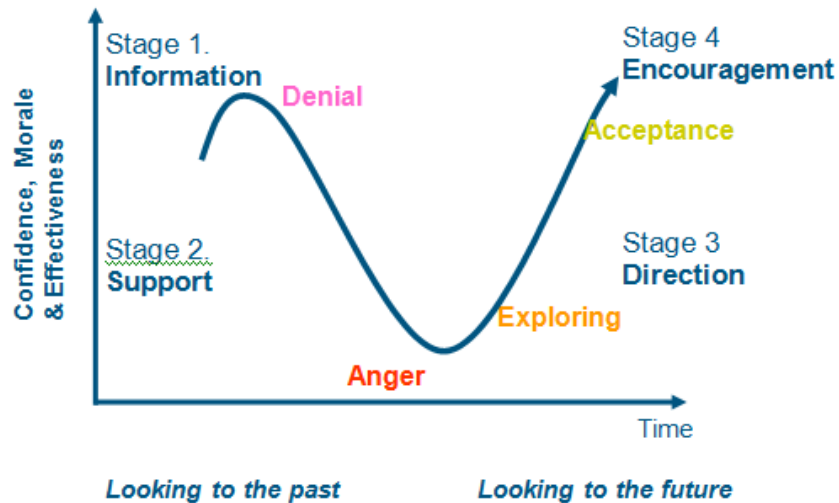 Stage 1.
Information
Denial
Stage 4
Encouragement
Acceptance
Confidence, Morale
& Effectiveness
Stage 2.
Support
Stage 3
Direction
Exploring
Anger
Time
Looking to the past
Looking to the future